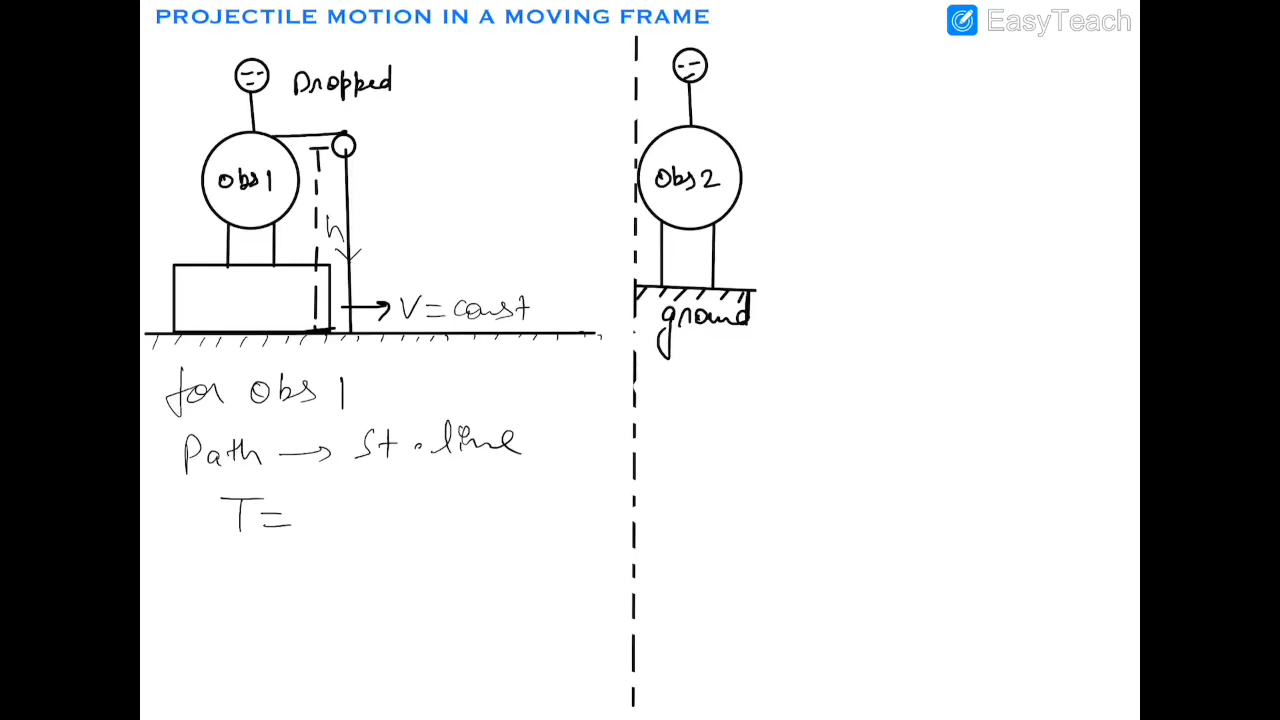 PROJECTILE MOTION IN A MOVING FRAME
EasyTeach
Dropped
obs 1
h
V = const
for obs 1
Path → St. line
T =
Obs 2
ground